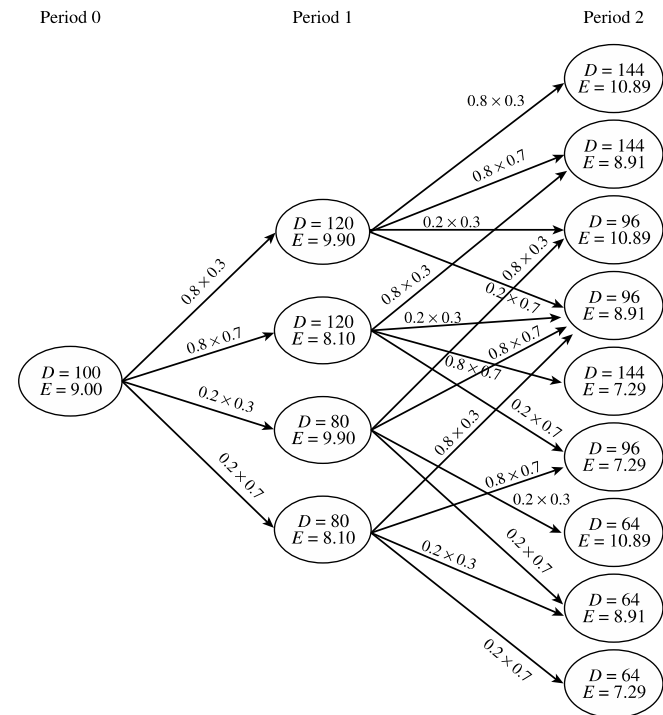 Period 0
Period 1
Period 2
D = 100
E = 9.00
0.8 × 0.3
0.8 × 0.7
0.2 × 0.3
0.2 × 0.7
D = 120
E = 9.90
D = 120
E = 8.10
D = 80
E = 9.90
D = 80
E = 8.10
0.8 × 0.3
0.8 × 0.7
0.2 × 0.3
0.2 × 0.7
0.8 × 0.3
0.2 × 0.3
0.8 × 0.7
0.2 × 0.7
0.8 × 0.3
0.8 × 0.7
0.2 × 0.3
0.2 × 0.7
0.8 × 0.3
0.8 × 0.7
0.2 × 0.3
0.2 × 0.7
D = 144
E = 10.89
D = 144
E = 8.91
D = 96
E = 10.89
D = 96
E = 8.91
D = 144
E = 7.29
D = 96
E = 7.29
D = 64
E = 10.89
D = 64
E = 8.91
D = 64
E = 7.29